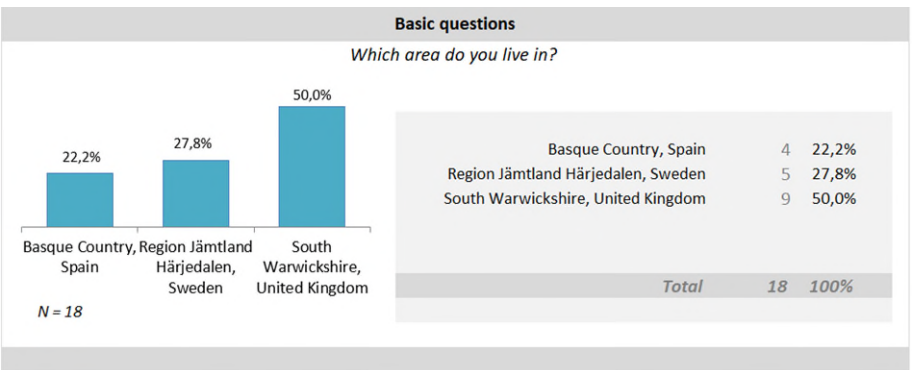 Basic questions
Which area do you live in?
50,0%
27,8%
22,2%
Basque Country,
Spain
Region Jämtland
Härjedalen,
Sweden
South
Warwickshire,
United Kingdom
N = 18
Basque Country, Spain 4 22,2%
Region Jämtland Härjedalen, Sweden 5 27,8%
South Warwickshire, United Kingdom 9 50,0%
Total 18 100%